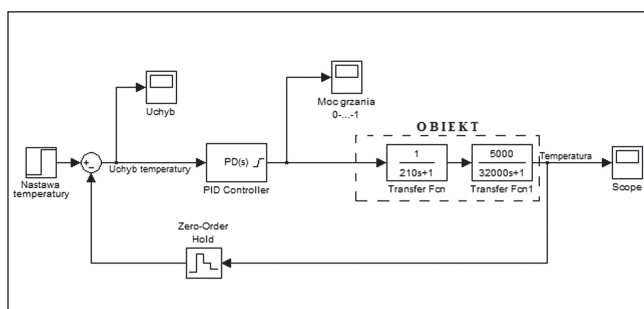 Uchyb
Moc grzania
0-...-1
OBIEKT
+
-
Uchyb temperatury
PD(s)
PID Controller
1
210s+1
Transfer Fcn
5000
32000s+1
Transfer Fcn1
Temperatura
Scope
Nastawa
temperatury
Zero-Order
Hold